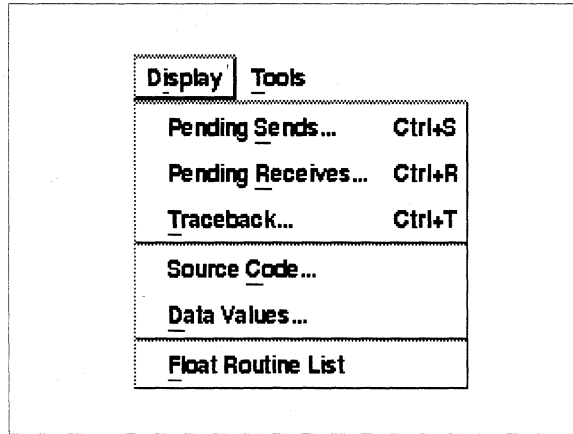 Display Tools
Pending Sends... Ctrl+S
Pending Receives... Ctrl+R
Traceback... Ctrl+T
Source Code...
Data Values...
Float Routine List